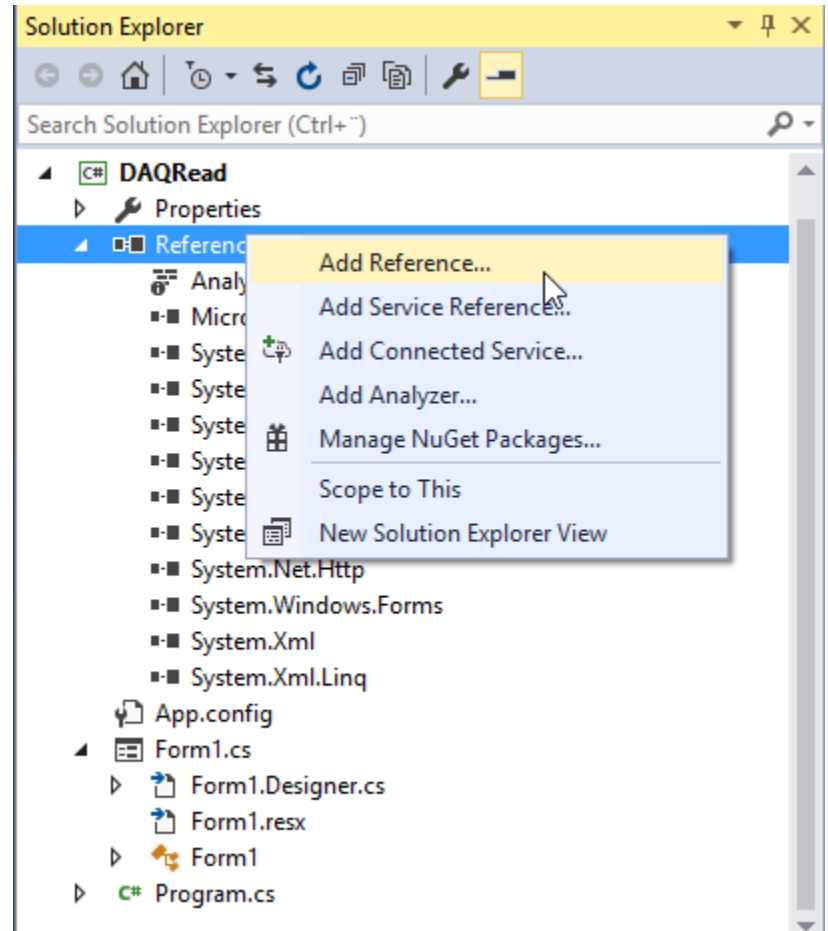 Solution Explorer
Search Solution Explorer (Ctrl+¨)
C# DAQRead
Properties
Referenc
Add Reference...
Analy
Add Service Reference...
Micro
Syste
Add Connected Service...
Syste
Add Analyzer...
Syste
Manage NuGet Packages...
Syste
Syste
Scope to This
Syste
New Solution Explorer View
System.Net.Http
System.Windows.Forms
System.Xml
System.Xml.Linq
App.config
Form1.cs
Form1.Designer.cs
Form1.resx
Form1
C# Program.cs